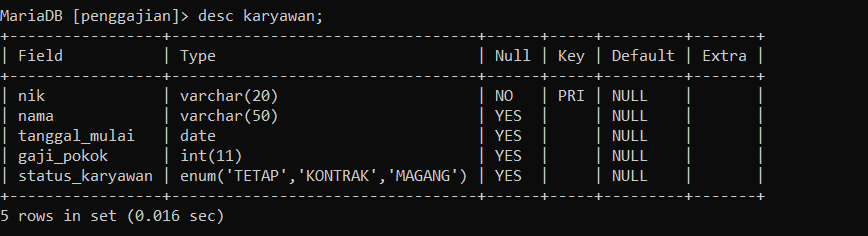 MariaDB [penggajian]> desc karyawan;
+-----------------+-----------------------------------+------+-----+---------+-------+
| Field           | Type                              | Null | Key | Default | Extra |
+-----------------+-----------------------------------+------+-----+---------+-------+
| nik             | varchar(20)                       | NO   | PRI | NULL    |       |
| nama            | varchar(50)                       | YES  |     | NULL    |       |
| tanggal_mulai   | date                              | YES  |     | NULL    |       |
| gaji_pokok      | int(11)                           | YES  |     | NULL    |       |
| status_karyawan | enum('TETAP','KONTRAK','MAGANG') | YES  |     | NULL    |       |
+-----------------+-----------------------------------+------+-----+---------+-------+
5 rows in set (0.016 sec)